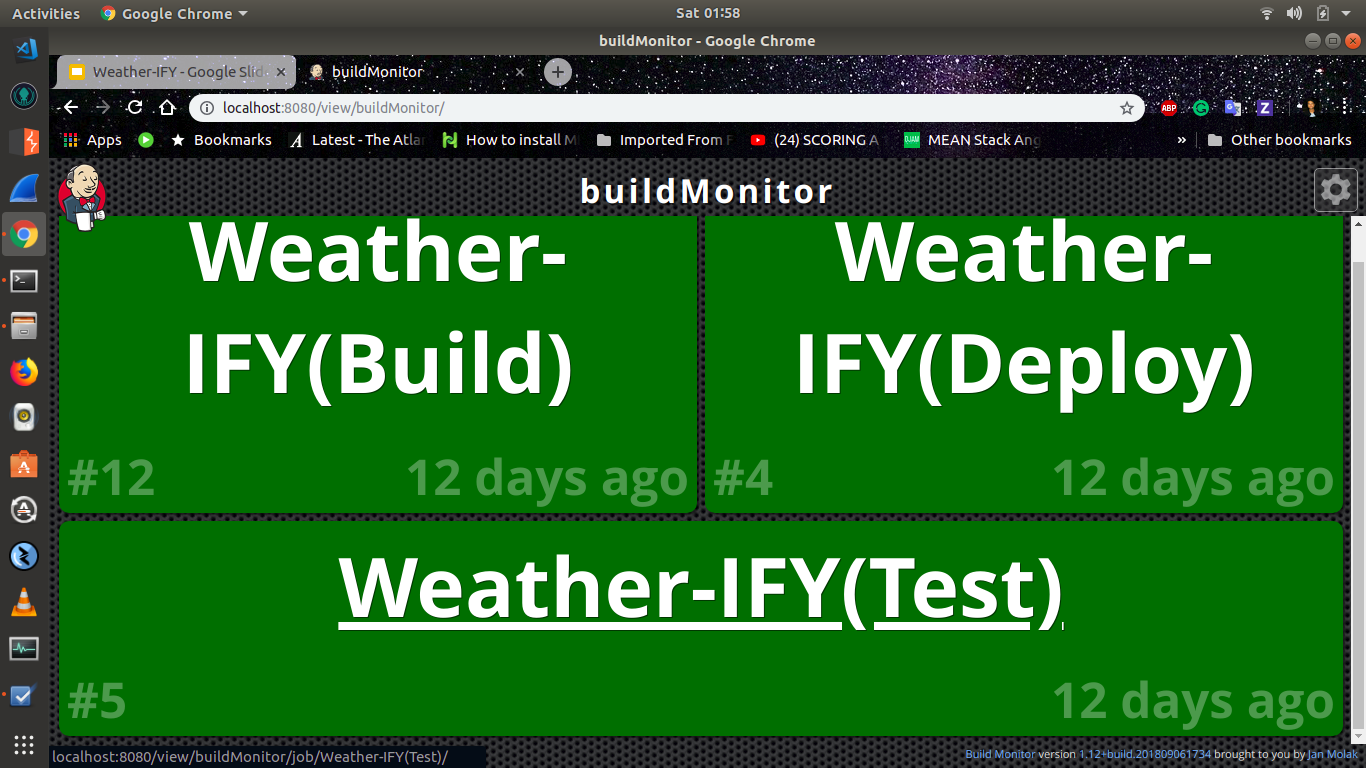 Activities Google Chrome Sat 01:58
buildMonitor - Google Chrome
Weather-IFY - Google Slid buildMonitor
localhost:8080/view/buildMonitor/
ABP G Z
Apps Bookmarks Latest - The Atla How to install M Imported From F (24) SCORING A MEAN Stack Ang » Other bookmarks
buildMonitor
Weather-
IFY(Build)
#12 12 days ago
Weather-
IFY(Deploy)
#4 12 days ago
Weather-IFY(Test)
#5 12 days ago
localhost:8080/view/buildMonitor/job/Weather-IFY(Test)/
Build Monitor version 1.12+build.201809061734 brought to you by Jan Molak